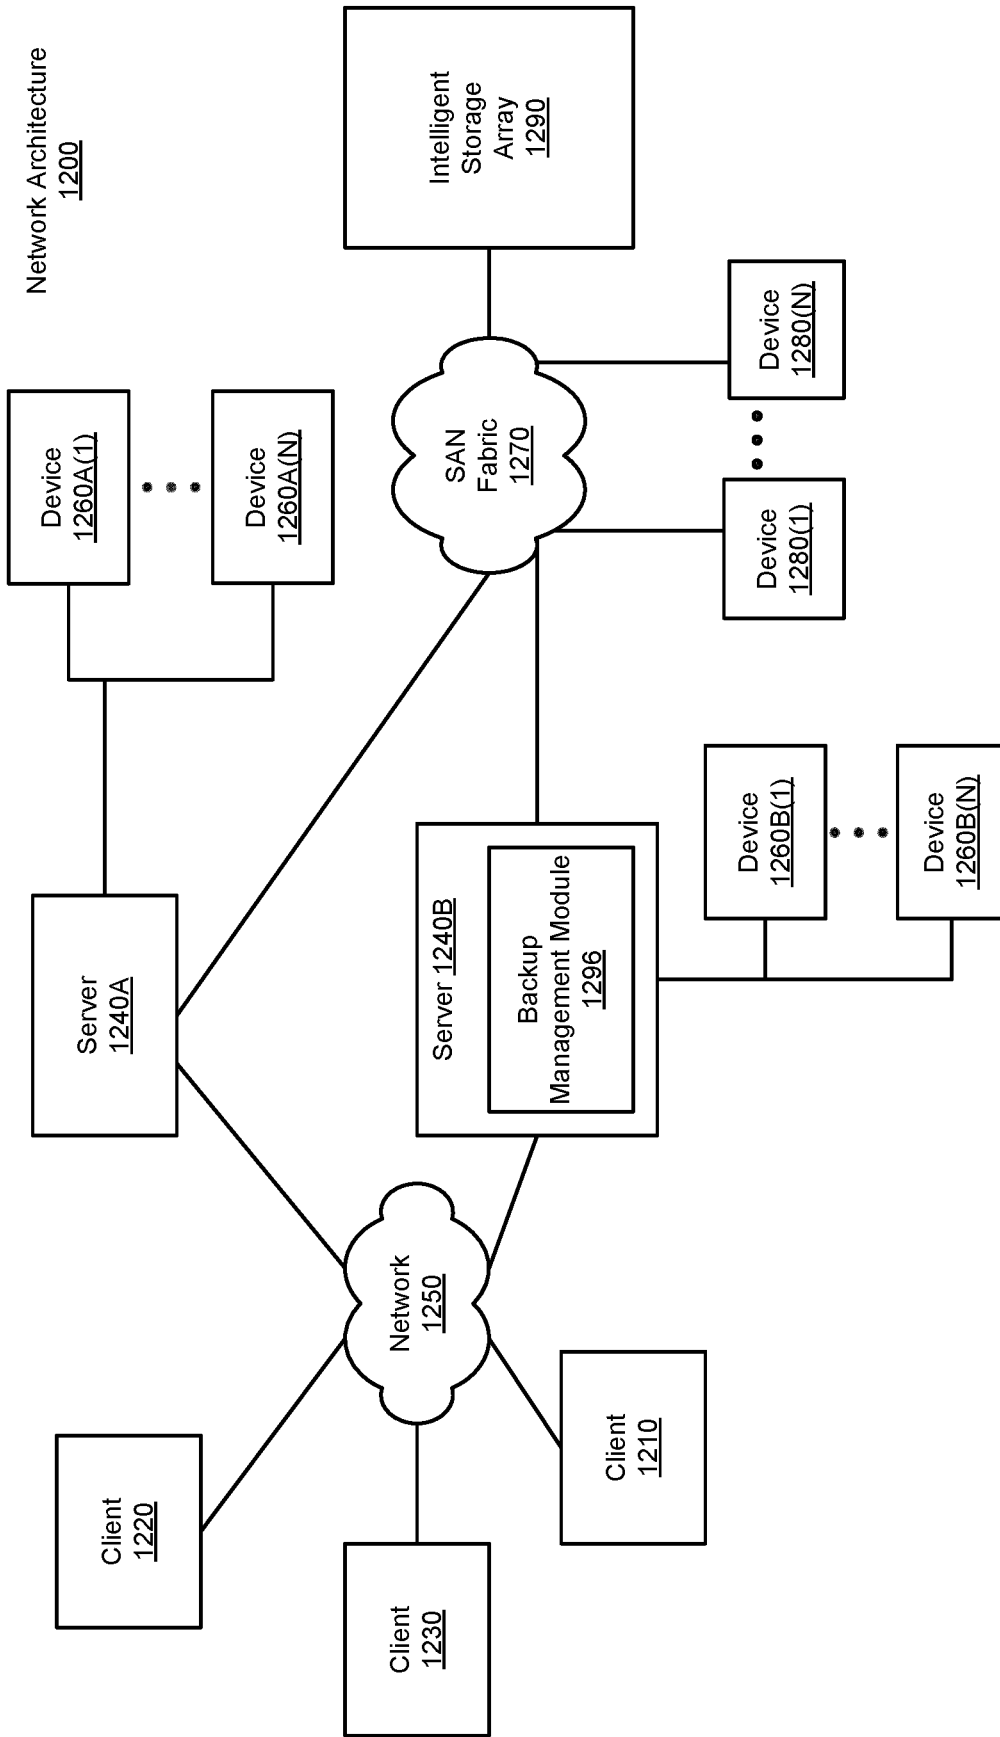 Network Architecture
1200
Device
1260A(1)
Device
1260A(N)
Server
1240A
Intelligent
Storage
Array
1290
SAN
Fabric
1270
Client
1220
Network
1250
Server 1240B
Backup
Management Module
1296
Client
1230
Client
1210
Device
1280(1)
Device
1280(N)
Device
1260B(1)
Device
1260B(N)